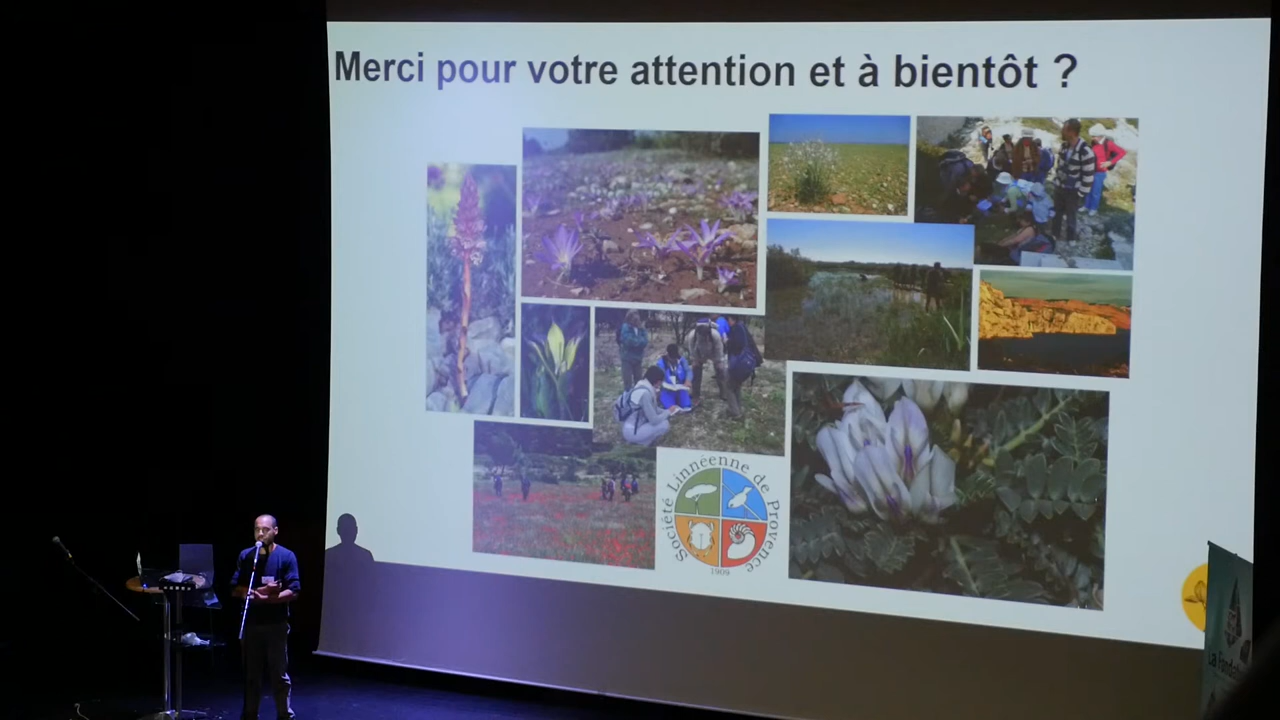 Merci pour votre attention et à bientôt ?
Société Linnéenne de Provence
1909